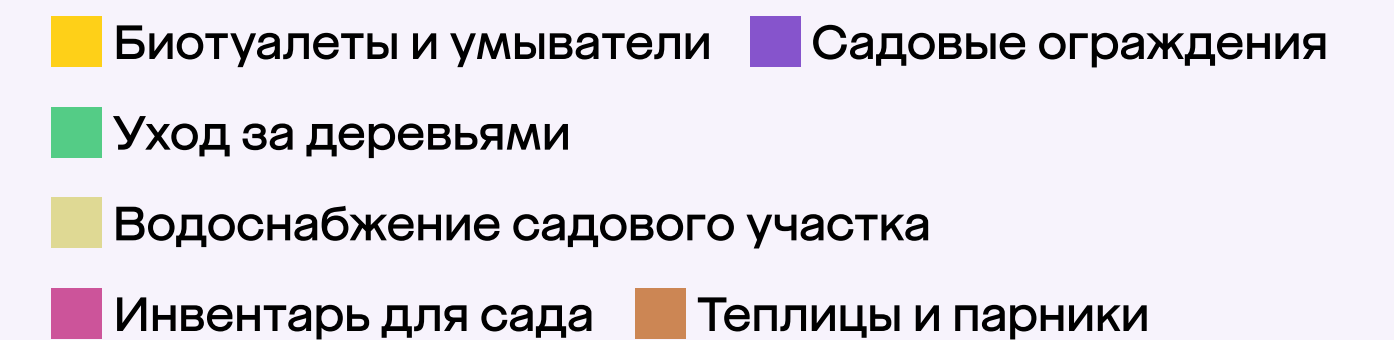 Биотуалеты и умыватели Садовые ограждения
Уход за деревьями
Водоснабжение садового участка
Инвентарь для сада Теплицы и парники